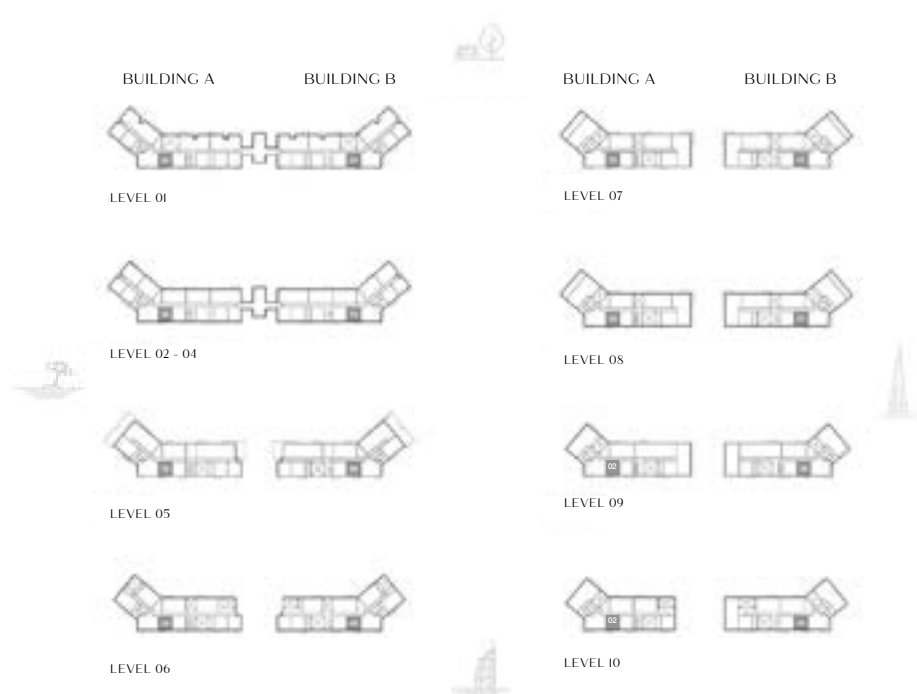 BUILDING A BUILDING B
LEVEL 01
LEVEL 02 - 04
LEVEL 05
LEVEL 06
BUILDING A BUILDING B
LEVEL 07
LEVEL 08
02
LEVEL 09
02
LEVEL 10